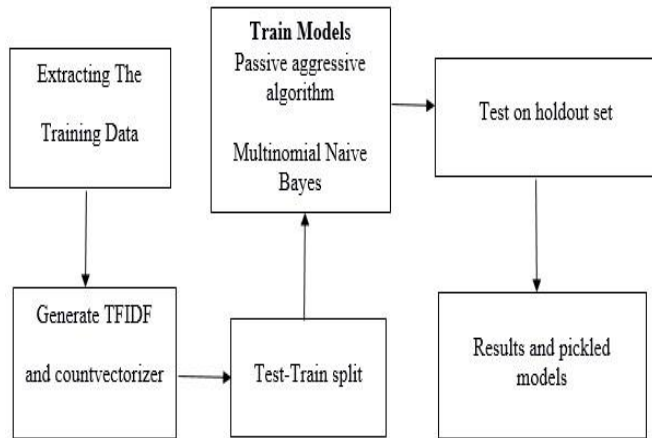 Extracting The
Training Data
Generate TFIDF
and countvectorizer
Test-Train split
Train Models
Passive aggressive
algorithm
Multinomial Naive
Bayes
Test on holdout set
Results and pickled
models